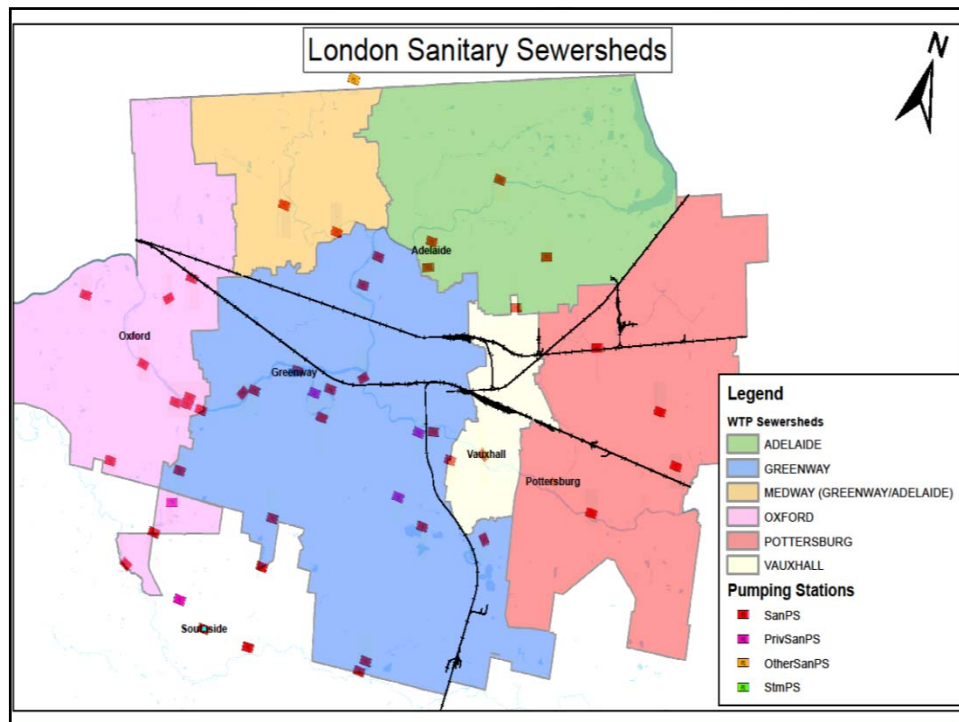 London Sanitary Sewersheds
N
Adelaide
Oxford
Greenway
Vauxhall
Pottersburg
Southside
Legend
WTP Sewersheds
ADELAIDE
GREENWAY
MEDWAY (GREENWAY/ADELAIDE)
OXFORD
POTTERSBURG
VAUXHALL
Pumping Stations
SanPS
PrivSanPS
OtherSanPS
StmPS